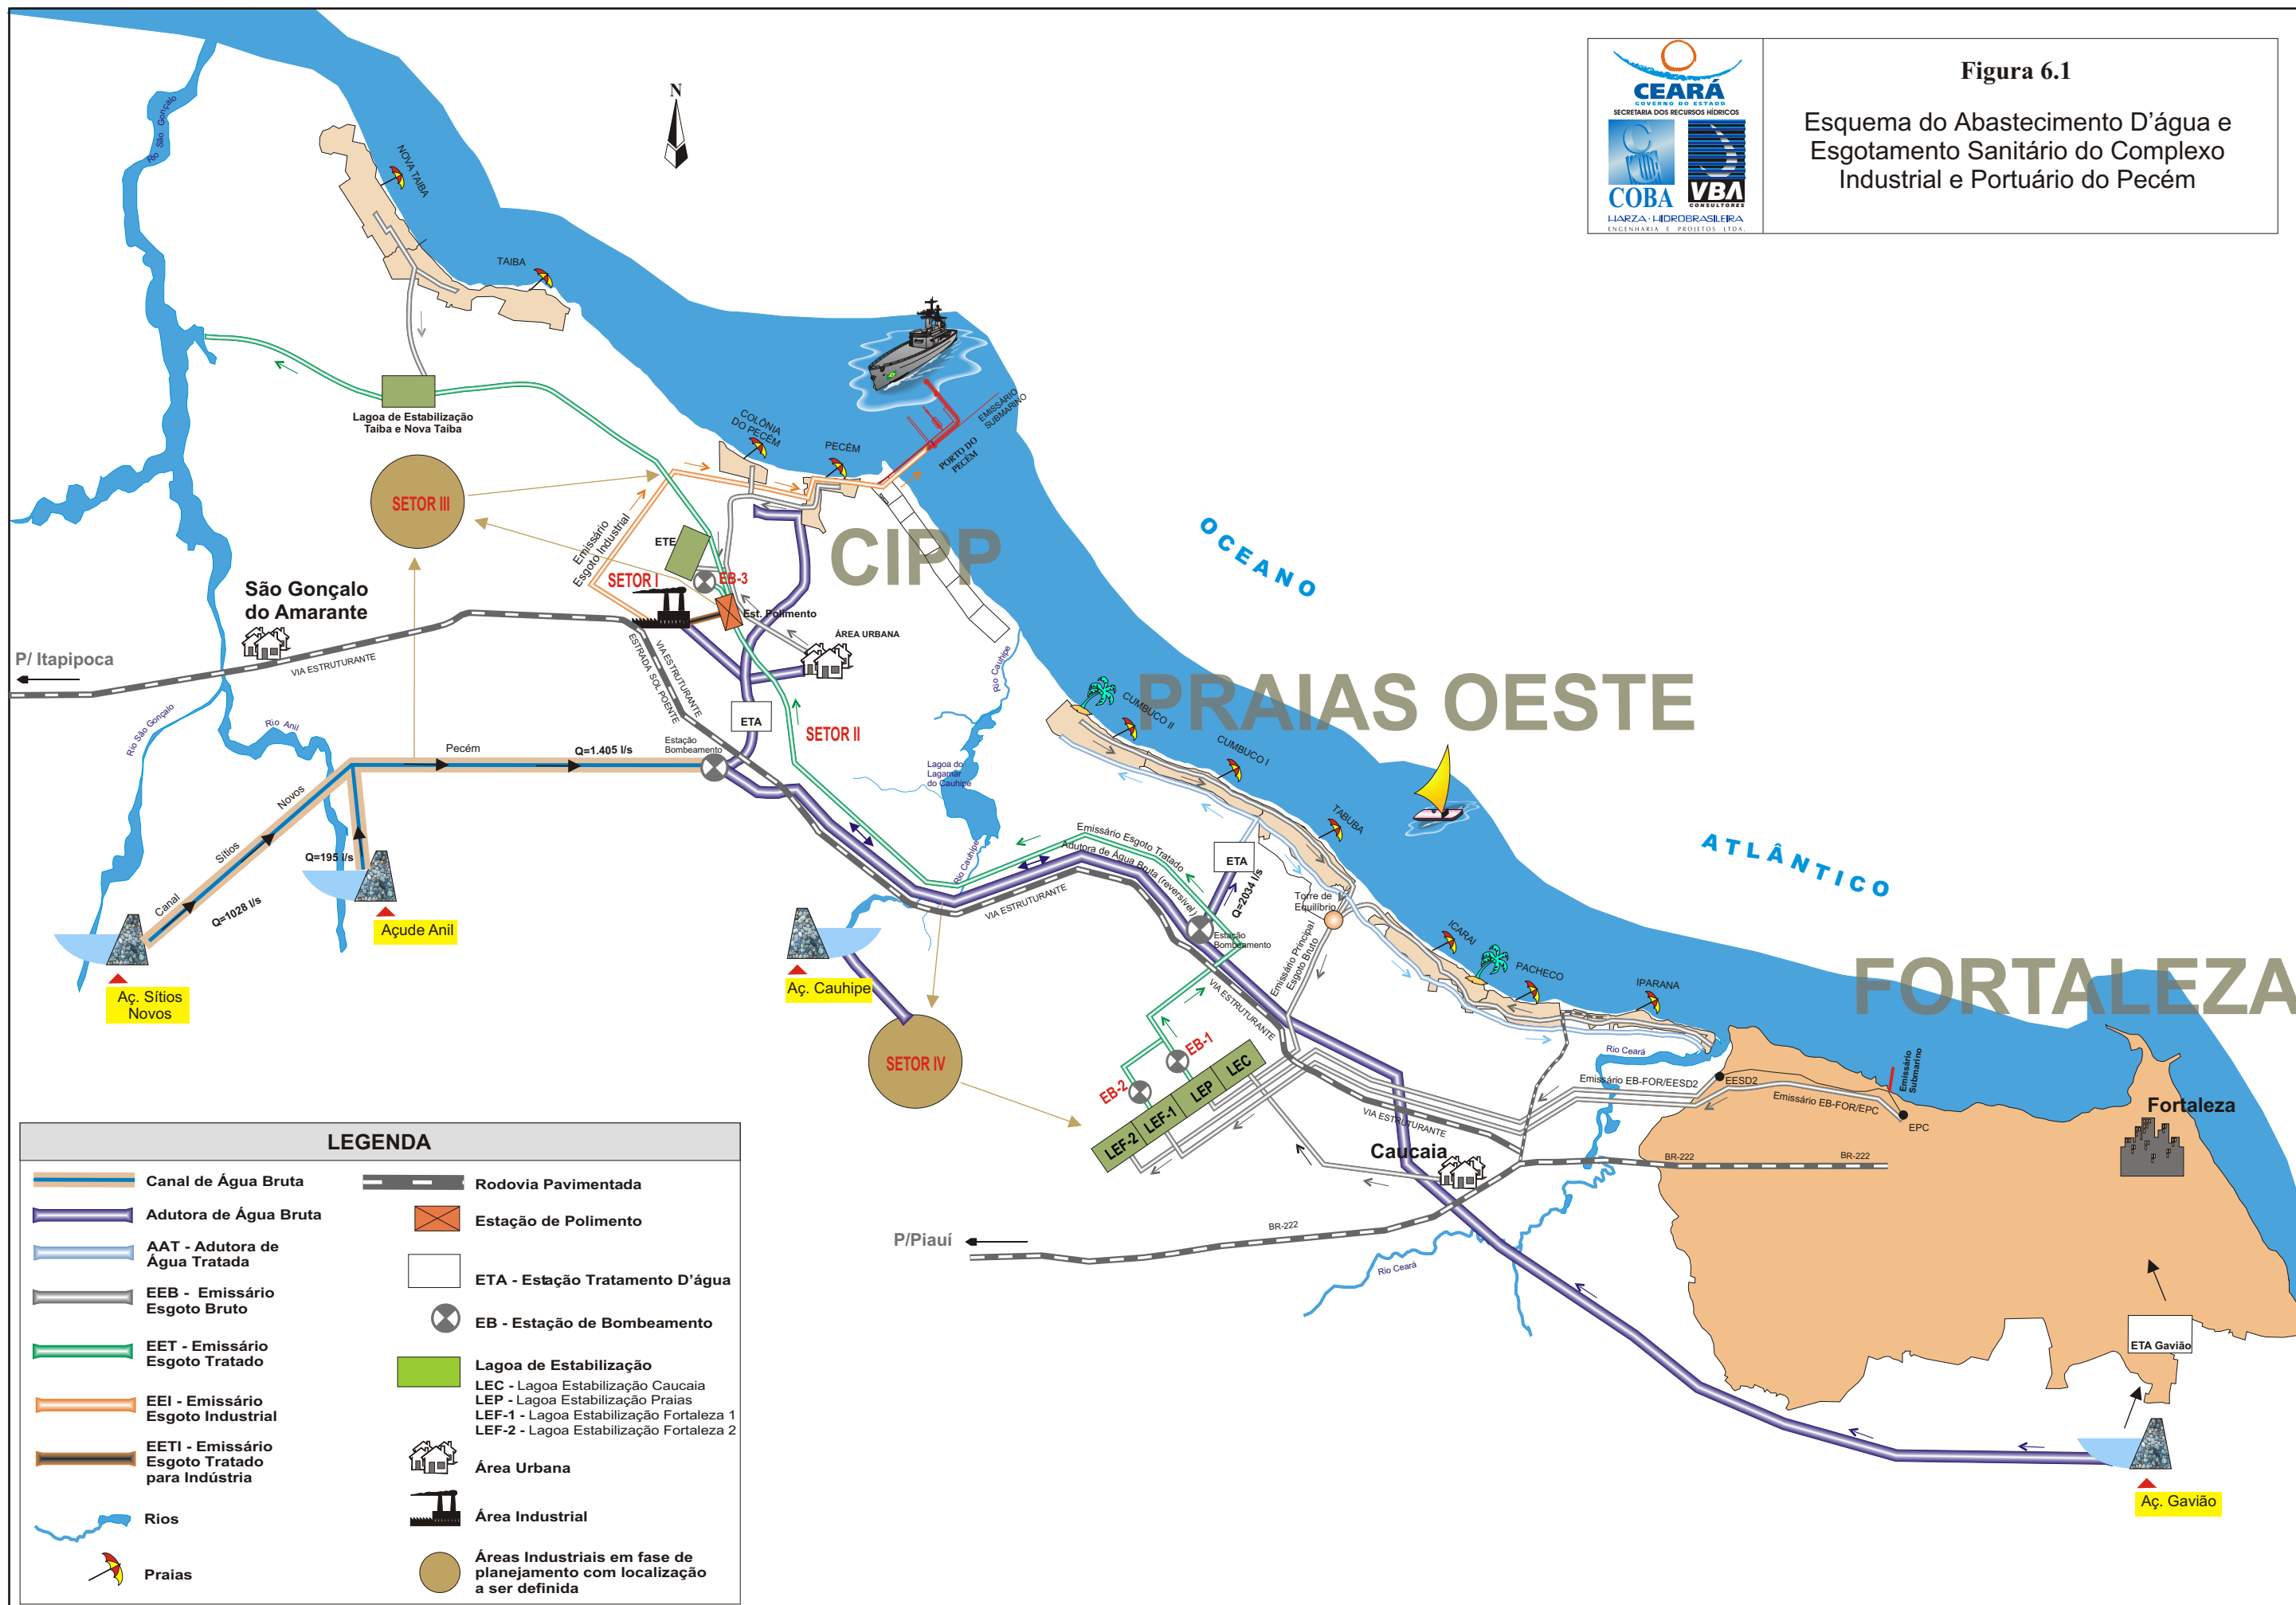 CEARÁ
GOVERNO DO ESTADO
SECRETARIA DOS RECURSOS HÍDRICOS
COBA
VBA
CONSULTORES
HARZA - HIDROBRASILEIRA
ENGENHARIA E PROJETOS LTDA.
Figura 6.1
Esquema do Abastecimento D'água e
Esgotamento Sanitário do Complexo
Industrial e Portuário do Pecém
N
Rio São Gonçalo
Rio São Gonçalo
NOVA TAIBA
TAIBA
Lagoa de Estabilização
Taíba e Nova Taíba
COLÔNIA
DO PECÉM
PECÉM
EMISSÁRIO
SUBMARINO
PORTO DO
PECÉM
SETOR III
Emissário
Esgoto Industrial
ETE
SETOR I
EB-3
Est. Polimento
CIPP
OCEANO
São Gonçalo
do Amarante
P/ Itapipoca
VIA ESTRUTURANTE
ESTRADA SOL POENTE
VIA ESTRUTURANTE
ÁREA URBANA
Rio Cauhipe
ETA
SETOR II
PRAIAS OESTE
CUMBUCO II
CUMBUCO I
TABUBA
Rio São Gonçalo
Rio Anil
Pecém
Q=1.405 l/s
Estação
Bombeamento
Lagoa do
Lagamar
do Cauhipe
Novos
Sítios
Canal
Q=195 l/s
Q=1028 l/s
Açude Anil
Aç. Sítios
Novos
Rio Cauhipe
Emissário Esgoto Tratado
Adutora de Água Bruta (reversível)
VIA ESTRUTURANTE
ETA
Q=2034 l/s
Torre de
Equilíbrio
Estação
Bombeamento
Emissário Principal
Esgoto Bruto
ATLÂNTICO
ICARAI
PACHECO
IPARANA
FORTALEZA
Aç. Cauhipe
SETOR IV
VIA ESTRUTURANTE
EB-1
EB-2
LEC
LEP
LEF-1
LEF-2
Rio Ceará
Emissário EB-FOR/EESD2
EESD2
Emissário
Submarino
Emissário EB-FOR/EPC
EPC
Fortaleza
VIA ESTRUTURANTE
Caucaia
BR-222
BR-222
BR-222
P/Piauí
Rio Ceará
ETA Gavião
Aç. Gavião
LEGENDA
Canal de Água Bruta
Adutora de Água Bruta
AAT - Adutora de
Água Tratada
EEB - Emissário
Esgoto Bruto
EET - Emissário
Esgoto Tratado
EEI - Emissário
Esgoto Industrial
EETI - Emissário
Esgoto Tratado
para Indústria
Rios
Praias
Rodovia Pavimentada
Estação de Polimento
ETA - Estação Tratamento D'água
EB - Estação de Bombeamento
Lagoa de Estabilização
LEC - Lagoa Estabilização Caucaia
LEP - Lagoa Estabilização Praias
LEF-1 - Lagoa Estabilização Fortaleza 1
LEF-2 - Lagoa Estabilização Fortaleza 2
Área Urbana
Área Industrial
Áreas Industriais em fase de
planejamento com localização
a ser definida